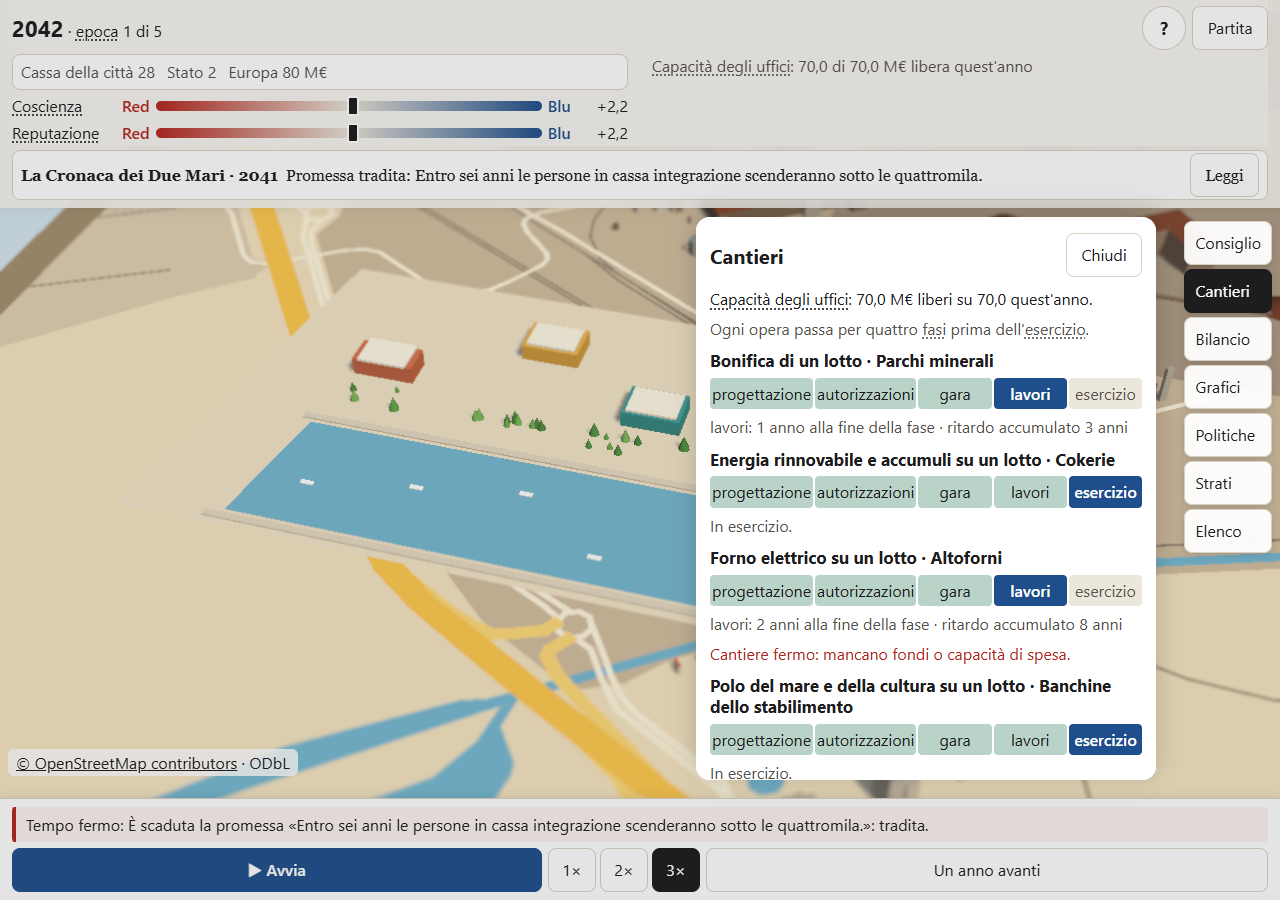 2042 · epoca 1 di 5
?
Partita
Cassa della città 28 Stato 2 Europa 80 M€
Capacità degli uffici: 70,0 di 70,0 M€ libera quest'anno
Coscienza Red Blu +2,2
Reputazione Red Blu +2,2
La Cronaca dei Due Mari · 2041 Promessa tradita: Entro sei anni le persone in cassa integrazione scenderanno sotto le quattromila.
Leggi
Cantieri
Chiudi
Capacità degli uffici: 70,0 M€ liberi su 70,0 quest'anno.
Ogni opera passa per quattro fasi prima dell'esercizio.
Bonifica di un lotto · Parchi minerali
progettazione autorizzazioni gara lavori esercizio
lavori: 1 anno alla fine della fase · ritardo accumulato 3 anni
Energia rinnovabile e accumuli su un lotto · Cokerie
progettazione autorizzazioni gara lavori esercizio
In esercizio.
Forno elettrico su un lotto · Altoforni
progettazione autorizzazioni gara lavori esercizio
lavori: 2 anni alla fine della fase · ritardo accumulato 8 anni
Cantiere fermo: mancano fondi o capacità di spesa.
Polo del mare e della cultura su un lotto · Banchine
dello stabilimento
progettazione autorizzazioni gara lavori esercizio
In esercizio.
Consiglio
Cantieri
Bilancio
Grafici
Politiche
Strati
Elenco
© OpenStreetMap contributors · ODbL
Tempo fermo: È scaduta la promessa «Entro sei anni le persone in cassa integrazione scenderanno sotto le quattromila.»: tradita.
▶ Avvia
1×
2×
3×
Un anno avanti